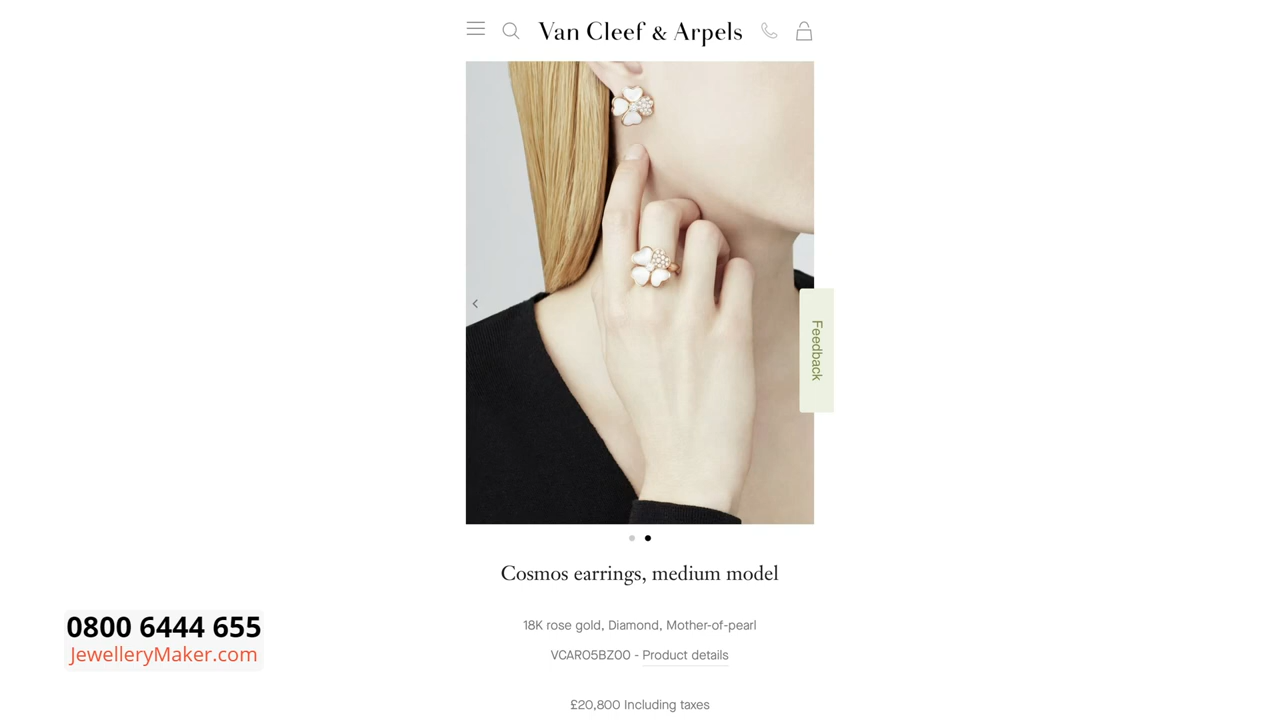 Van Cleef & Arpels
Feedback
Cosmos earrings, medium model
18K rose gold, Diamond, Mother-of-pearl
VCARO5BZ00 - Product details
£20,800 Including taxes
0800 6444 655
JewelleryMaker.com